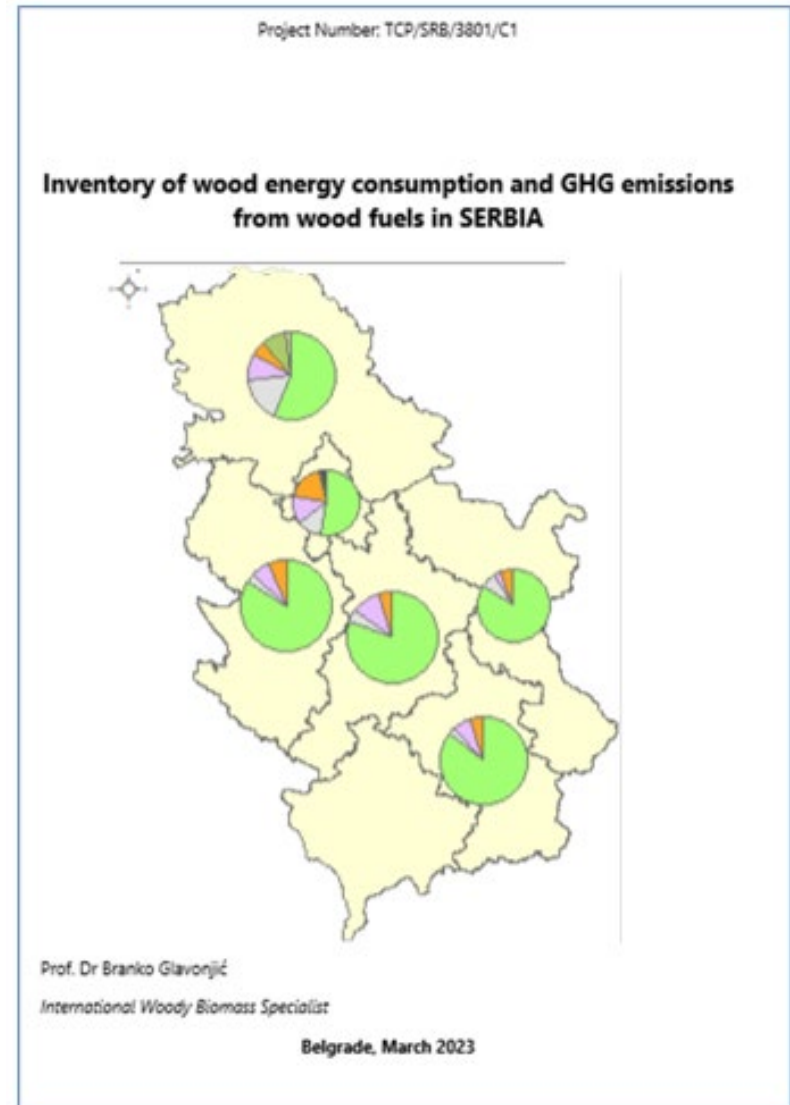 Project Number: TCP/SRB/3801/C1
Inventory of wood energy consumption and GHG emissions
from wood fuels in SERBIA
Prof. Dr Branko Glavonjić
International Woody Biomass Specialist
Belgrade, March 2023